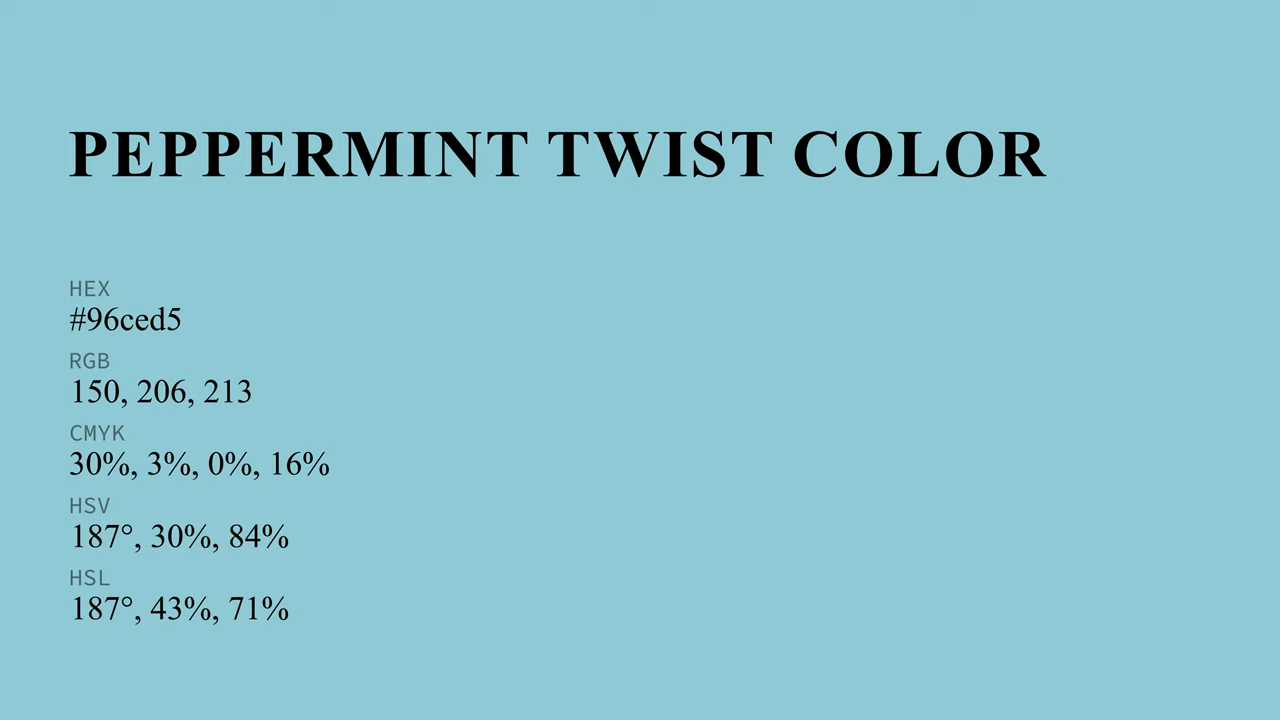 PEPPERMINT TWIST COLOR
HEX
#96ced5
RGB
150, 206, 213
CMYK
30%, 3%, 0%, 16%
HSV
187°, 30%, 84%
HSL
187°, 43%, 71%